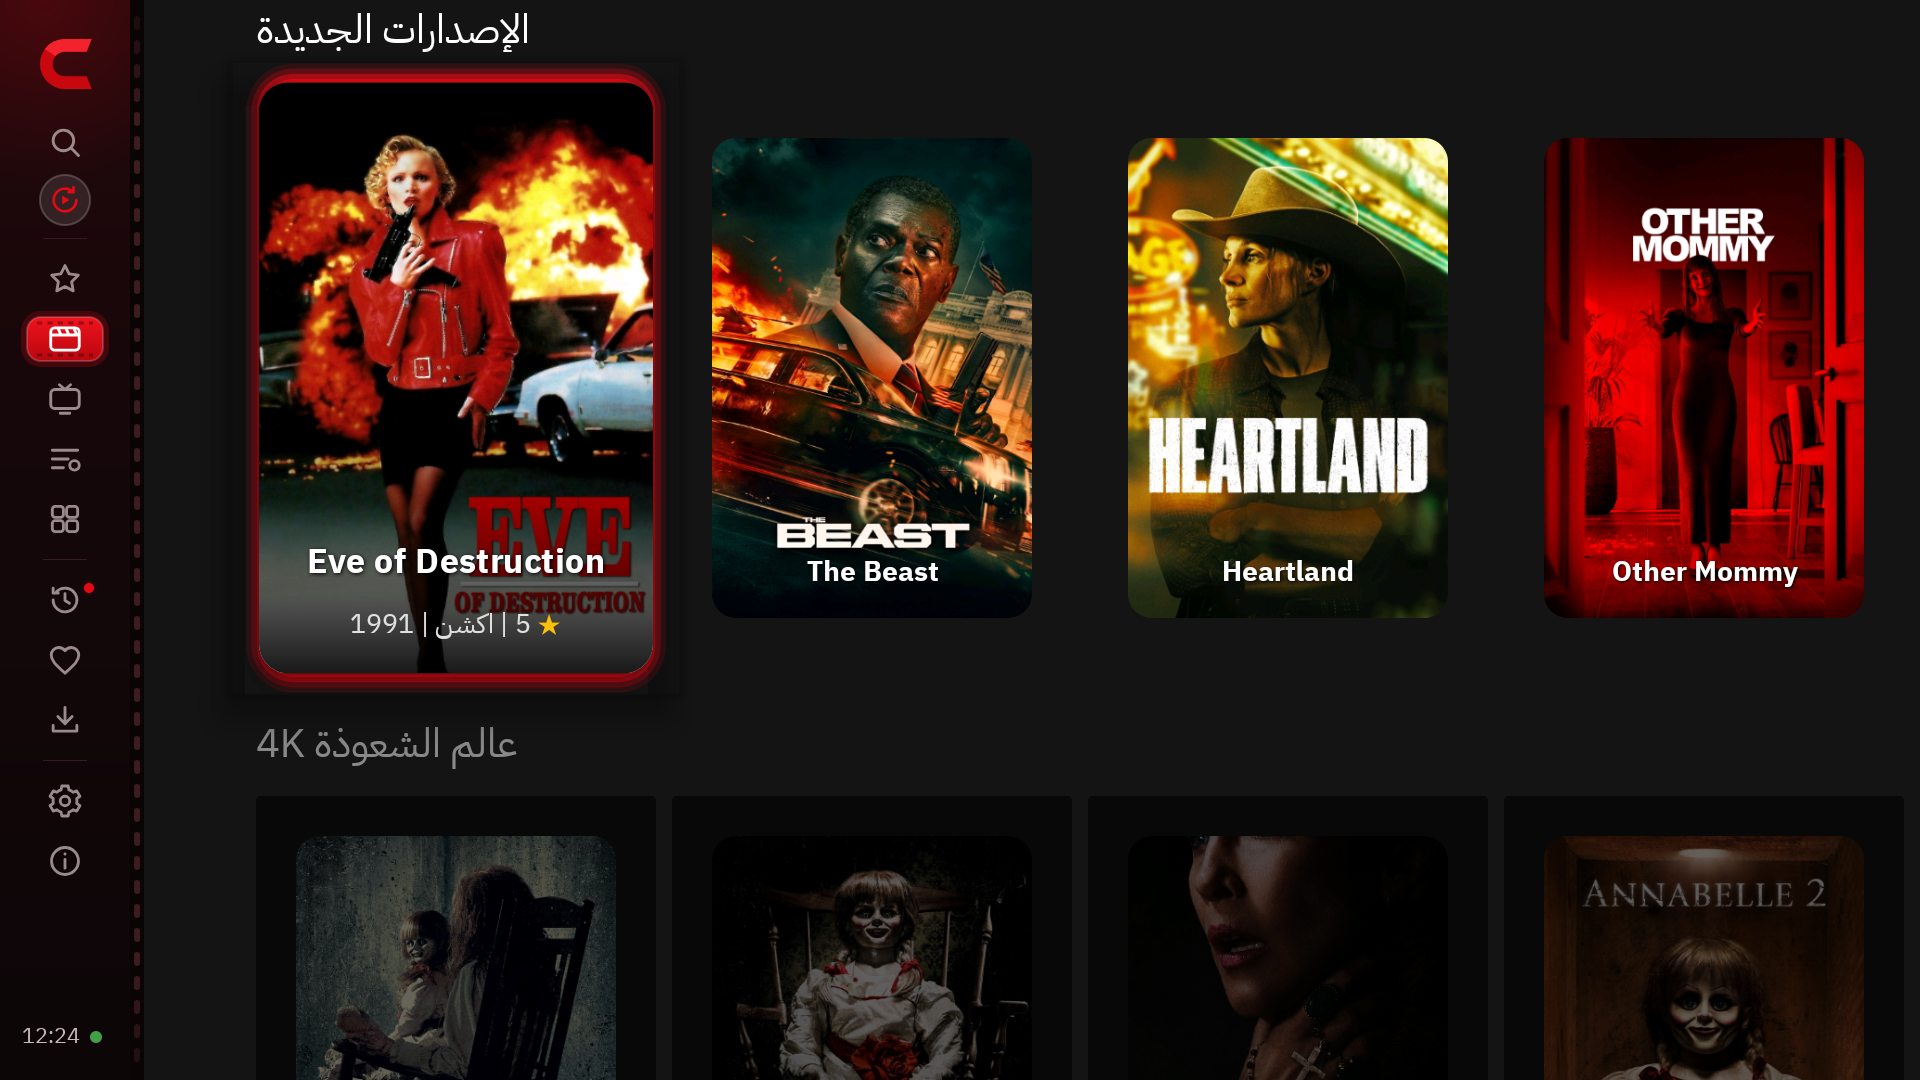 الإصدارات الجديدة
EVE
OF DESTRUCTION
Eve of Destruction
1991 | اكشن | 5
THE
BEAST
The Beast
HEARTLAND
Heartland
OTHER
MOMMY
Other Mommy
عالم الشعوذة 4K
ANNABELLE 2
12:24